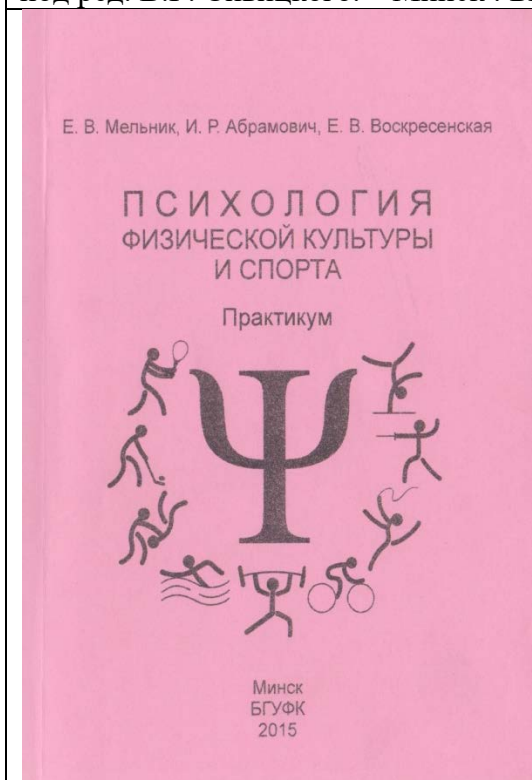 Е. В. Мельник, И. Р. Абрамович, Е. В. Воскресенская
ПСИХОЛОГИЯ
ФИЗИЧЕСКОЙ КУЛЬТУРЫ
И СПОРТА
Практикум
Ψ
Минск
БГУФК
2015